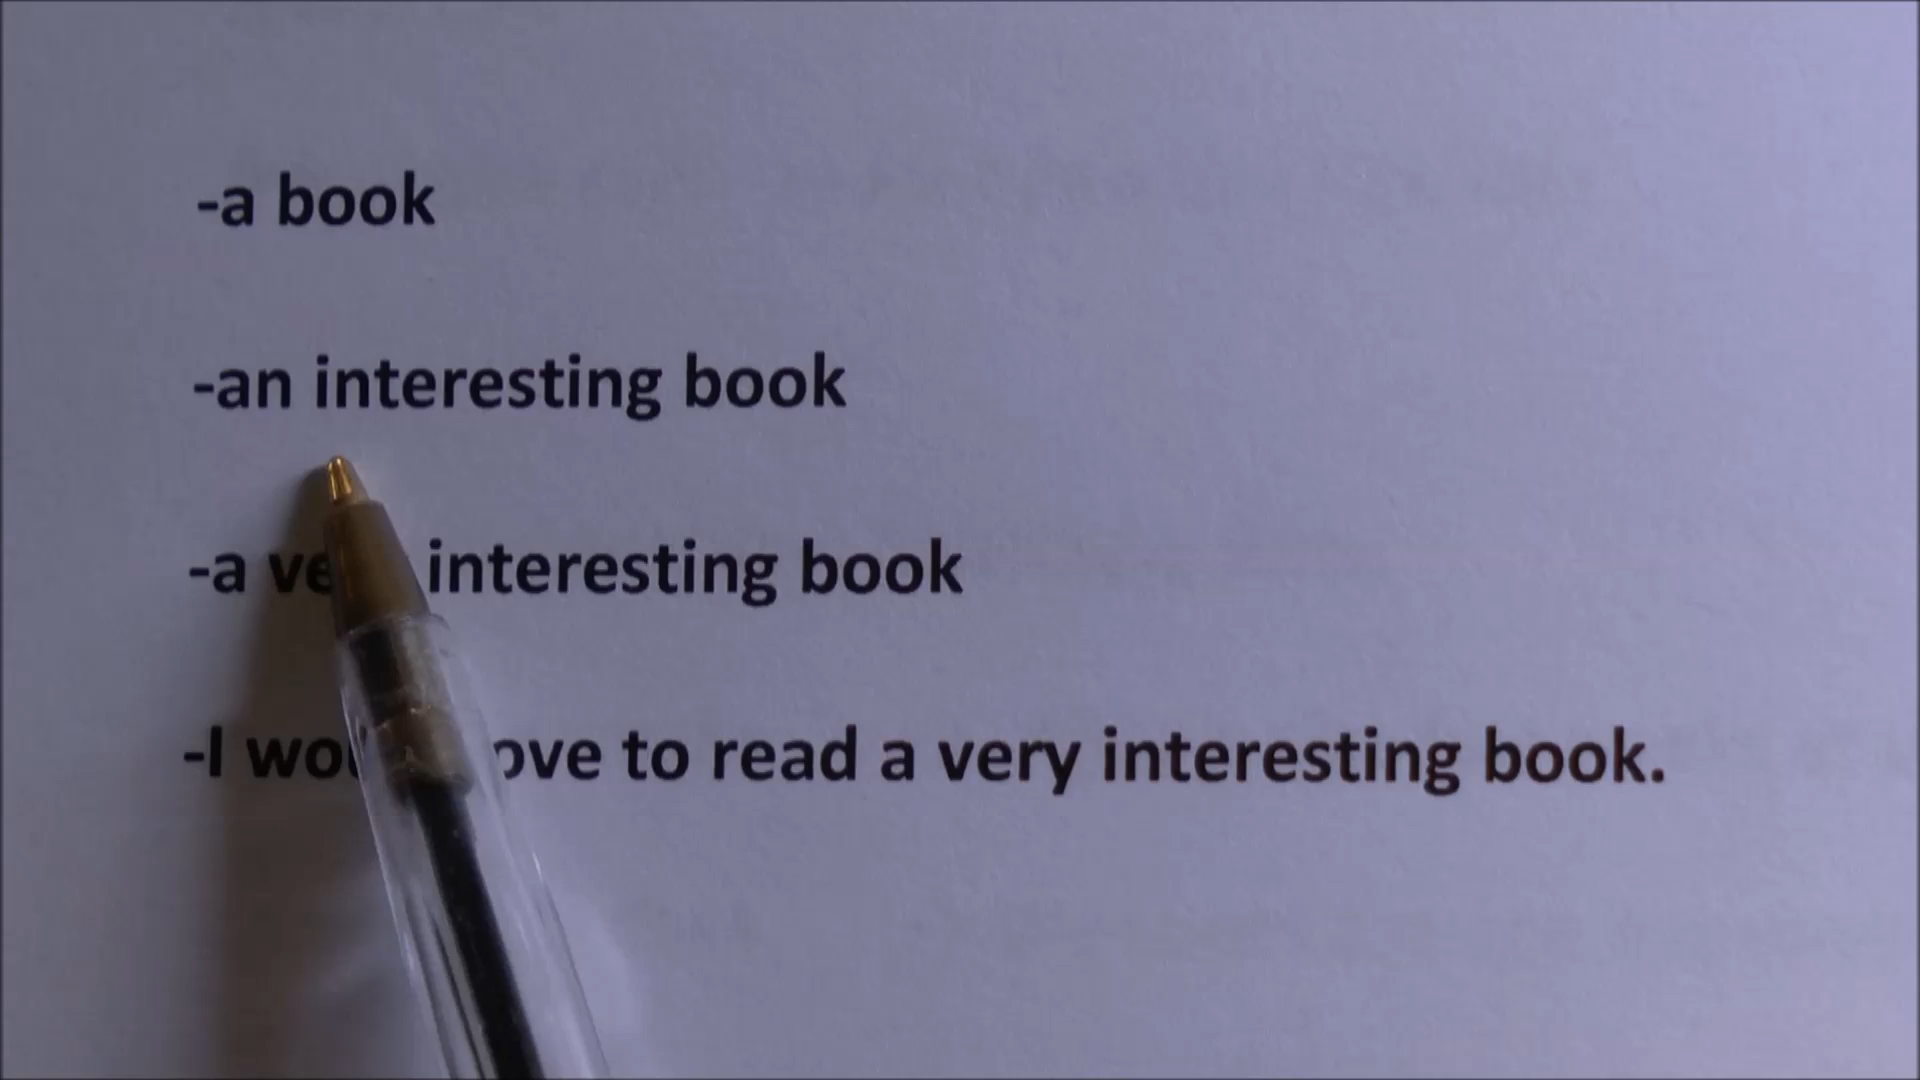 -a book
-an interesting book
-a interesting book
-I to read a very interesting book.